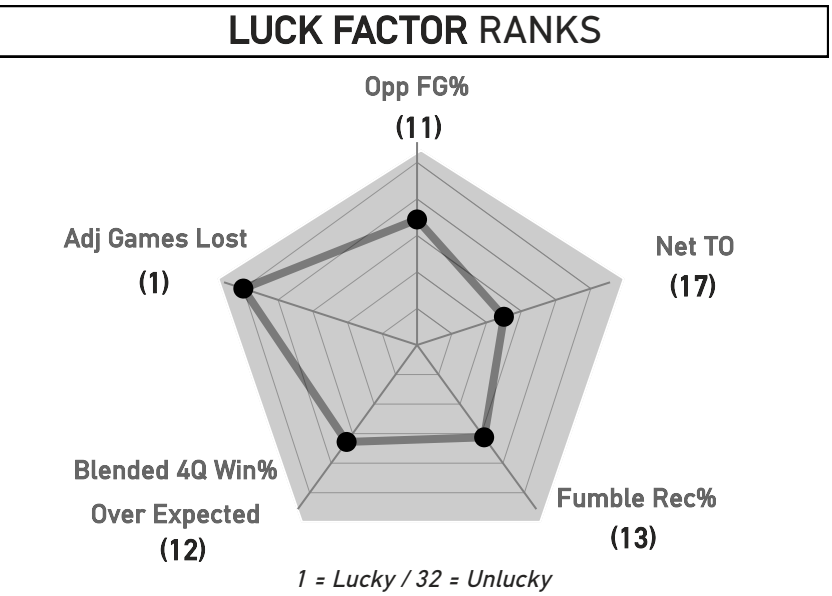 LUCK FACTOR RANKS
Opp FG%
(11)
Adj Games Lost
(1)
Net TO
(17)
Blended 4Q Win%
Over Expected
(12)
Fumble Rec%
(13)
1 = Lucky / 32 = Unlucky